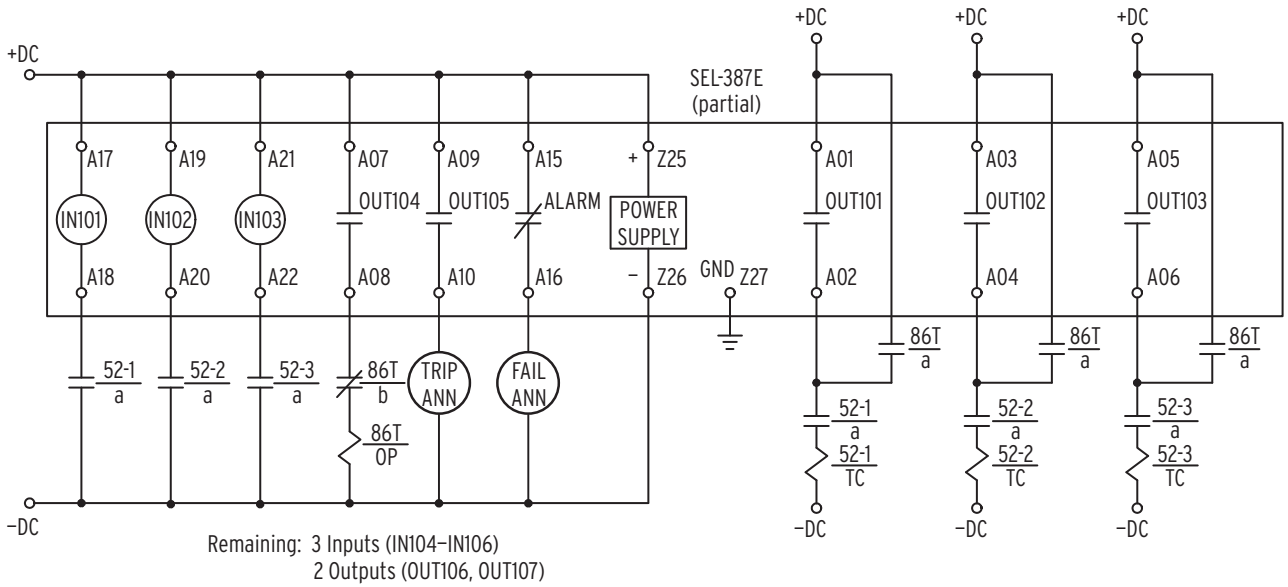 +DC
+DC
+DC
+DC
SEL-387E
(partial)
A17
A19
A21
A07
A09
A15
+
Z25
A01
A03
A05
IN101
IN102
IN103
OUT104
OUT105
ALARM
POWER
SUPPLY
OUT101
OUT102
OUT103
A18
A20
A22
A08
A10
A16
−
Z26
GND
Z27
A02
A04
A06
86T
a
86T
a
86T
a
52-1
a
52-2
a
52-3
a
86T
b
TRIP
ANN
FAIL
ANN
86T
OP
52-1
a
52-2
a
52-3
a
52-1
TC
52-2
TC
52-3
TC
−DC
−DC
−DC
−DC
Remaining: 3 Inputs (IN104–IN106)
2 Outputs (OUT106, OUT107)